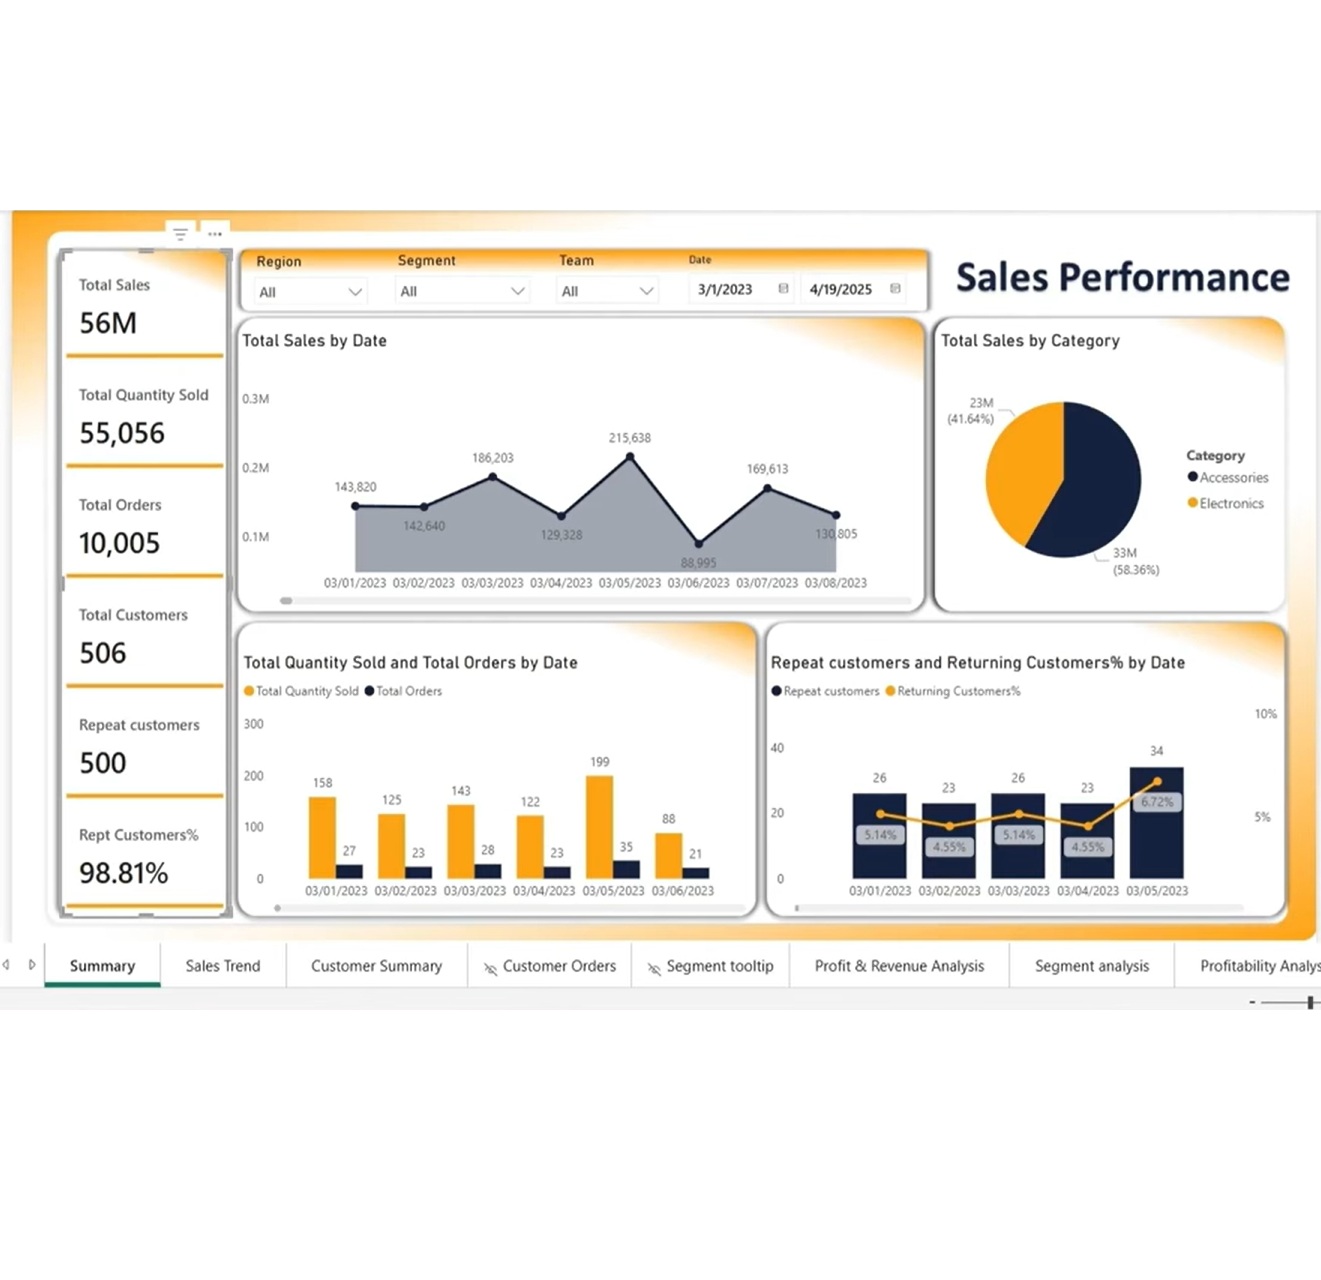 Sales Performance
Region
Segment
Team
Date
All
All
All
3/1/2023
4/19/2025
Total Sales
56M
Total Quantity Sold
55,056
Total Orders
10,005
Total Customers
506
Repeat customers
500
Rept Customers%
98.81%
Total Sales by Date
0.3M
0.2M
0.1M
143,820
142,640
186,203
129,328
215,638
88,995
169,613
130,805
03/01/2023 03/02/2023 03/03/2023 03/04/2023 03/05/2023 03/06/2023 03/07/2023 03/08/2023
Total Sales by Category
23M
(41.64%)
33M
(58.36%)
Category
Accessories
Electronics
Total Quantity Sold and Total Orders by Date
Total Quantity Sold Total Orders
300
200
100
0
158
27
125
23
143
28
122
23
199
35
88
21
03/01/2023 03/02/2023 03/03/2023 03/04/2023 03/05/2023 03/06/2023
Repeat customers and Returning Customers% by Date
Repeat customers Returning Customers%
40
20
0
10%
5%
26
23
26
23
34
5.14%
4.55%
5.14%
4.55%
6.72%
03/01/2023 03/02/2023 03/03/2023 03/04/2023 03/05/2023
Summary
Sales Trend
Customer Summary
Customer Orders
Segment tooltip
Profit & Revenue Analysis
Segment analysis
Profitability Analys